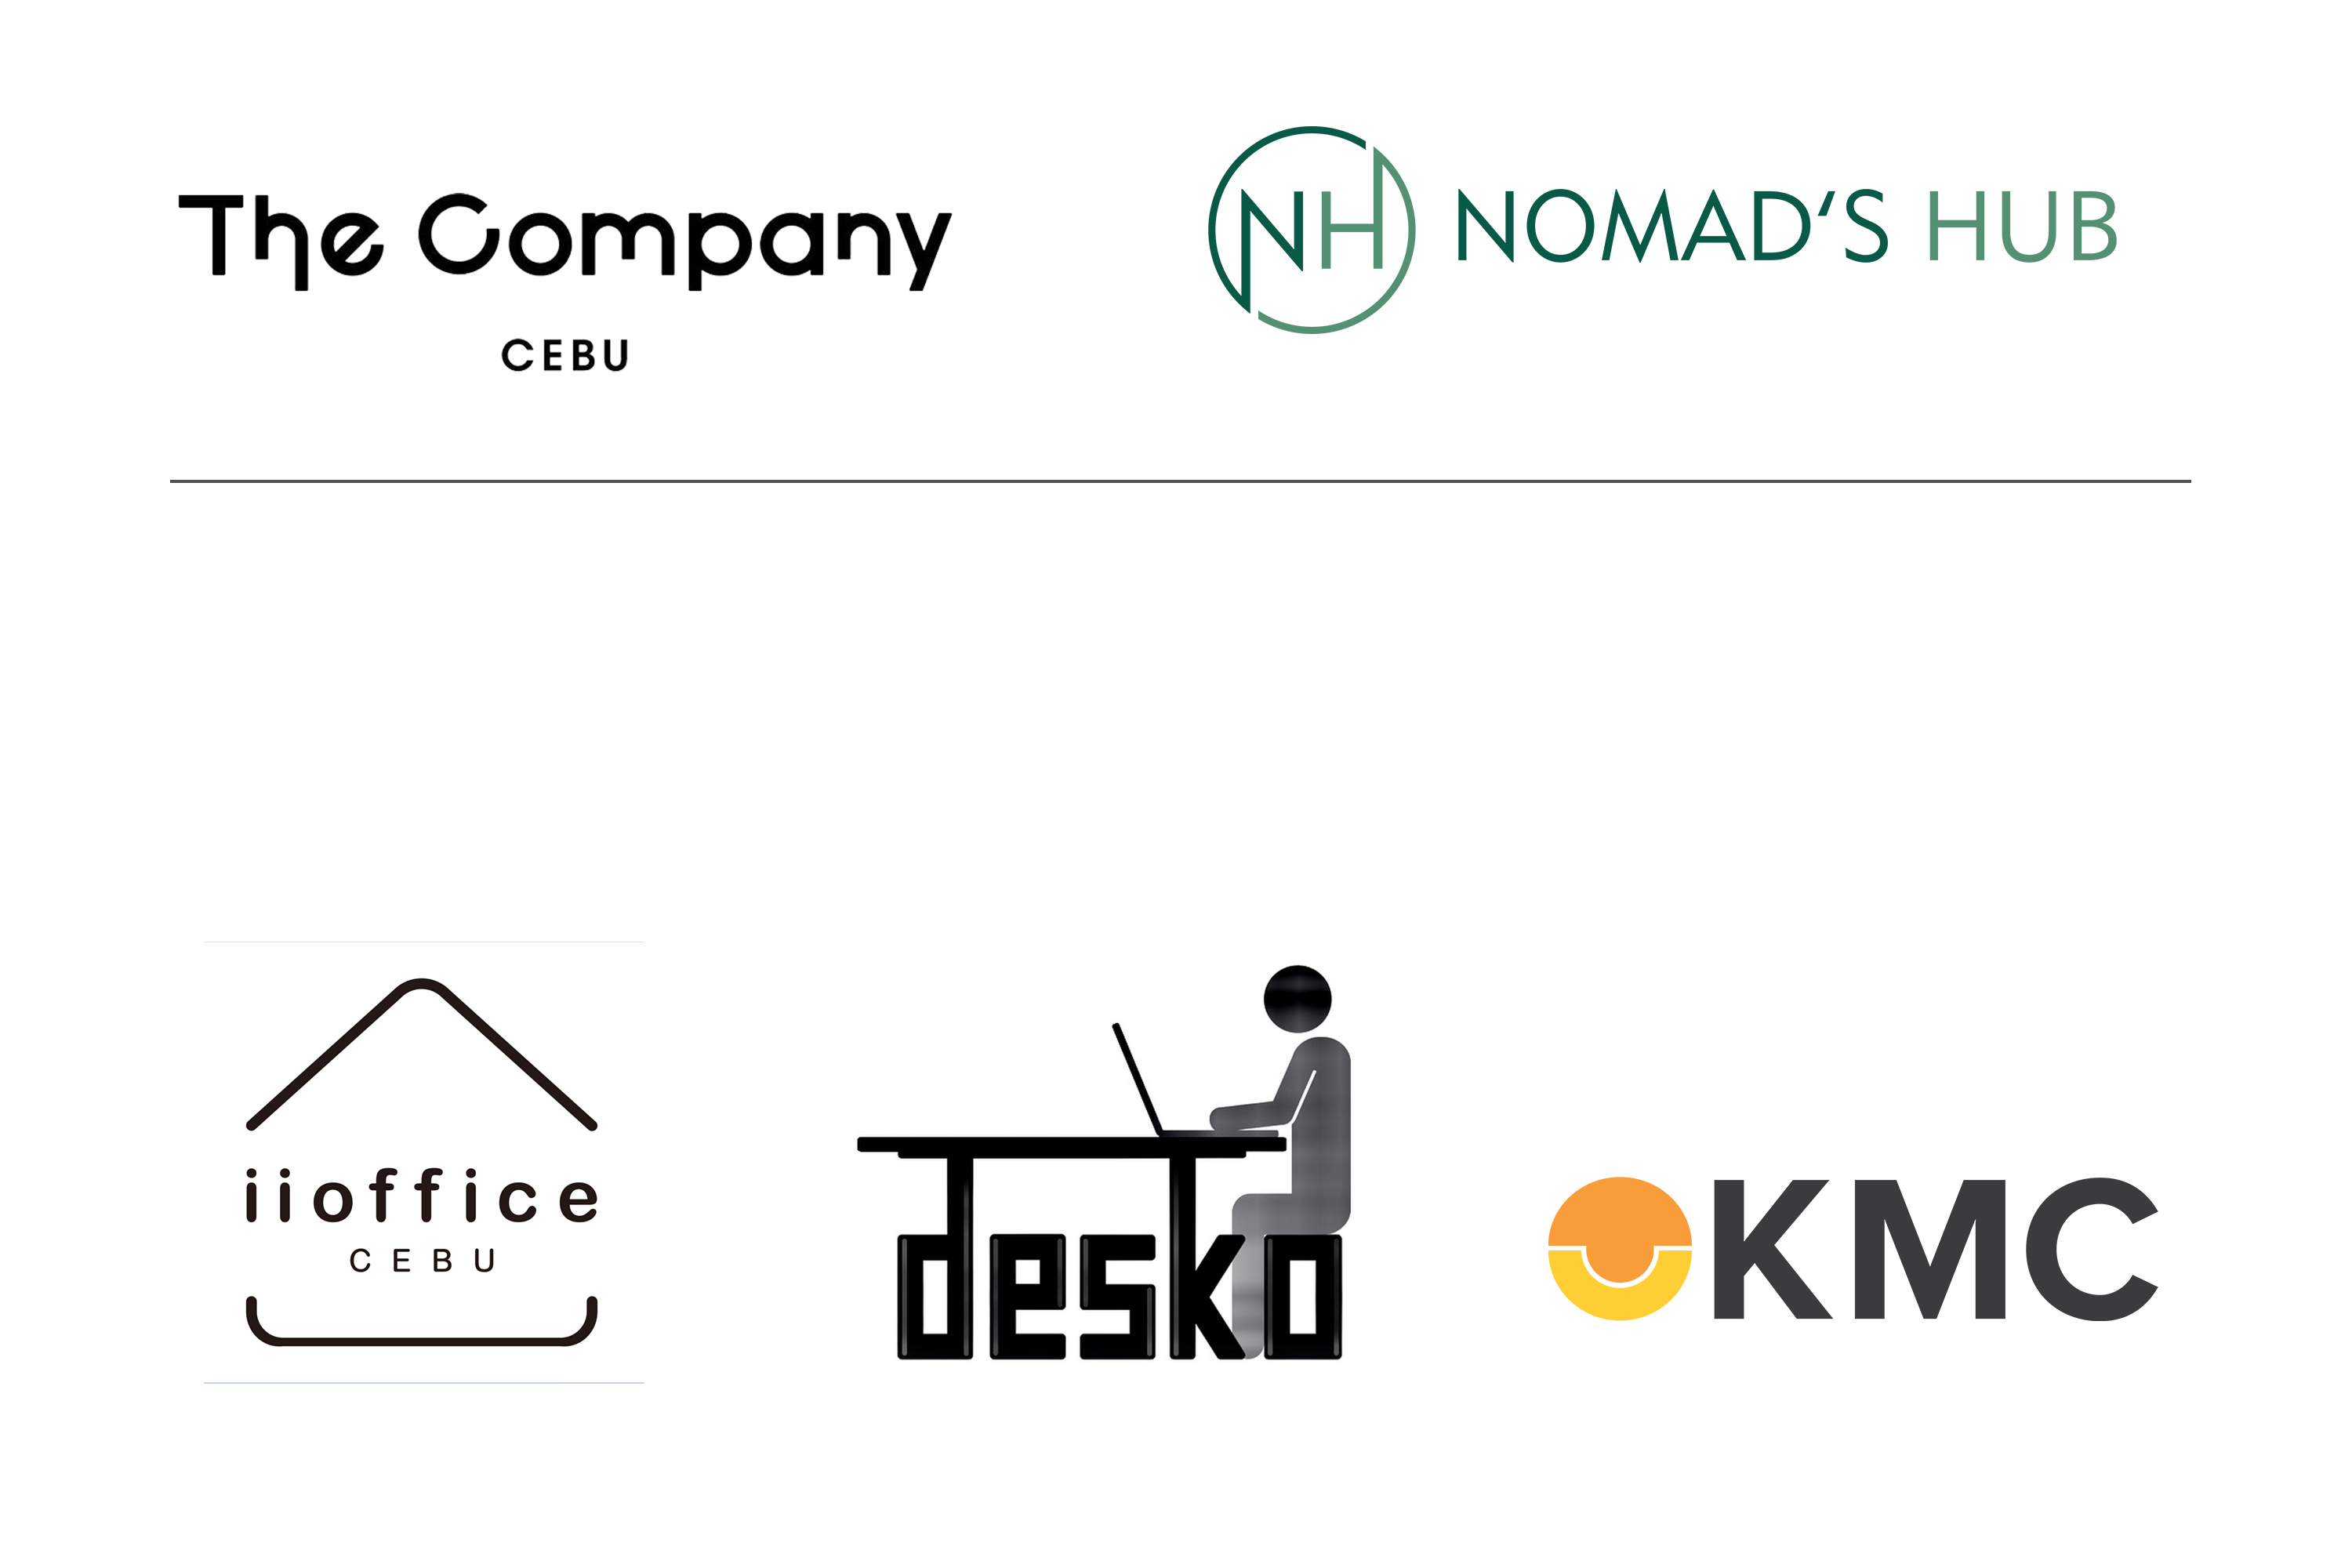 The Company
CEBU
NH NOMAD'S HUB
iioffice
CEBU
desko
KMC